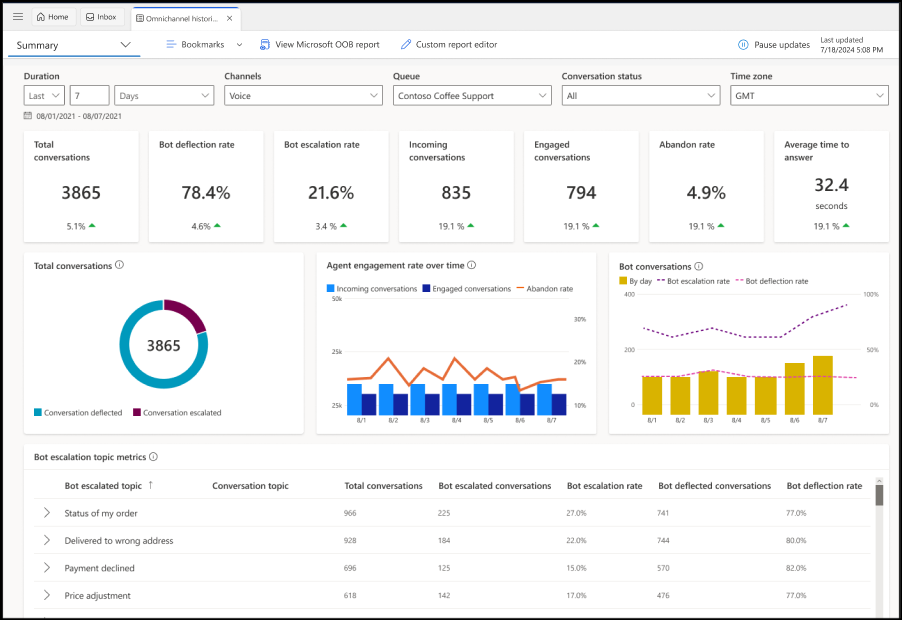 Home
Inbox
Omnichannel histori...
Summary
Bookmarks
View Microsoft OOB report
Custom report editor
Pause updates
Last updated
7/18/2024 5:08 PM
Duration
Channels
Queue
Conversation status
Time zone
Last
7
Days
Voice
Contoso Coffee Support
All
GMT
08/01/2021 - 08/07/2021
Total
conversations
3865
5.1%
Bot deflection rate
78.4%
4.6%
Bot escalation rate
21.6%
3.4 %
Incoming
conversations
835
19.1 %
Engaged
conversations
794
19.1 %
Abandon rate
4.9%
19.1 %
Average time to
answer
32.4
seconds
19.1 %
Total conversations
3865
Conversation deflected
Conversation escalated
Agent engagement rate over time
Incoming conversations
Engaged conversations
Abandon rate
50k
25k
25k
30%
20%
10%
8/1 8/2 8/3 8/4 8/5 8/6 8/7
Bot conversations
By day
Bot escalation rate
Bot deflection rate
400
200
0
100%
50%
0%
8/1 8/2 8/3 8/4 8/5 8/6 8/7
Bot escalation topic metrics
Bot escalated topic Conversation topic Total conversations Bot escalated conversations Bot escalation rate Bot deflected conversations Bot deflection rate
Status of my order 966 225 27.0% 741 77.0%
Delivered to wrong address 928 184 22.0% 744 80.0%
Payment declined 696 125 15.0% 570 82.0%
Price adjustment 618 142 17.0% 476 77.0%